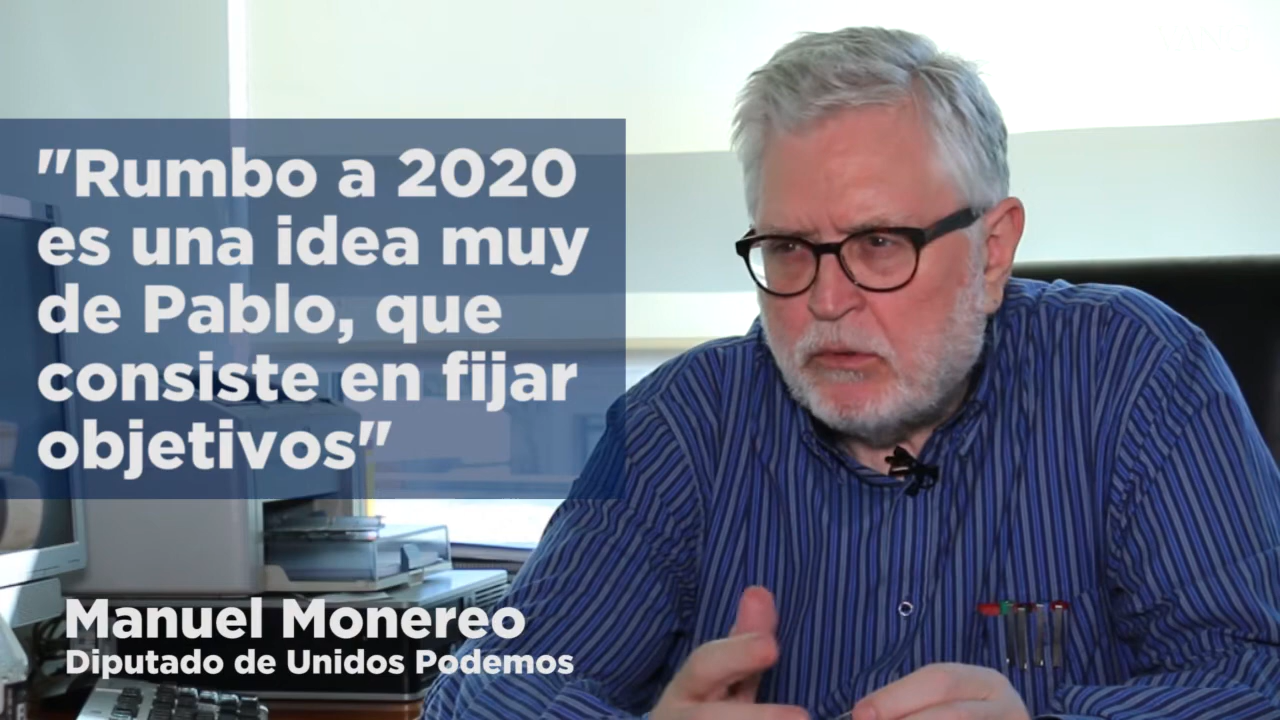 "Rumbo a 2020
es una idea muy
de Pablo, que
consiste en fijar
objetivos"
Manuel Monereo
Diputado de Unidos Podemos